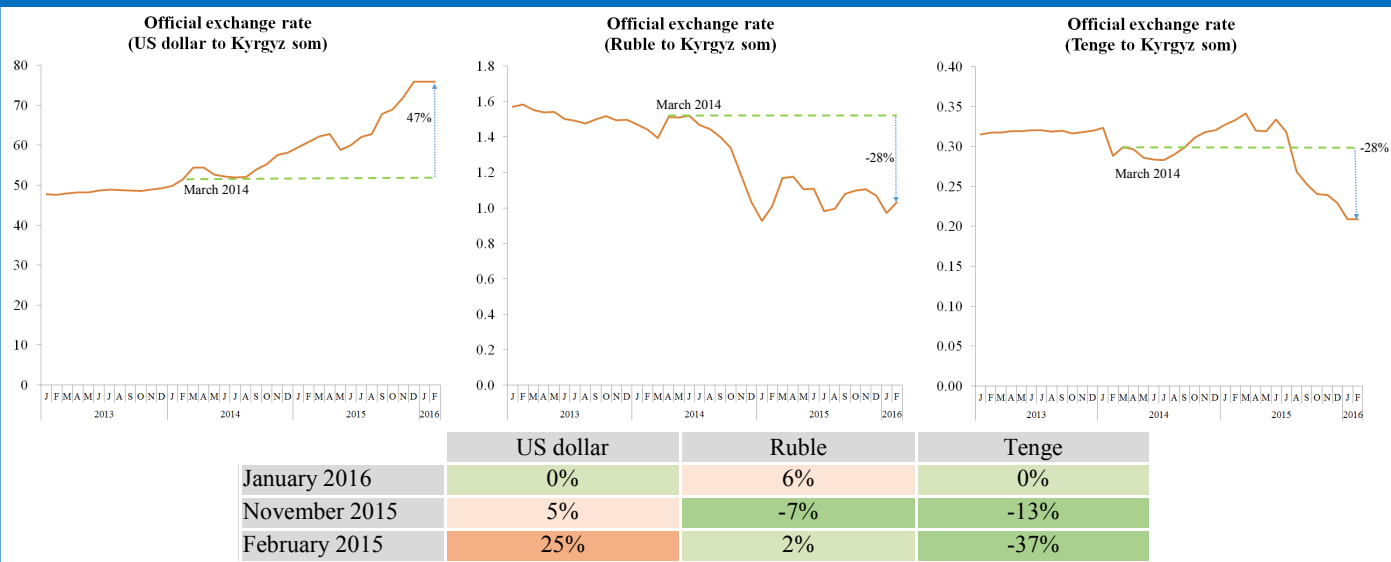 Official exchange rate
(US dollar to Kyrgyz som)
80
70
60
50
40
30
20
10
0
47%
March 2014
J F M A M J J A S O N D J F M A M J J A S O N D J F M A M J J A S O N D J F
2013 2014 2015 2016
Official exchange rate
(Ruble to Kyrgyz som)
1.8
1.6
1.4
1.2
1.0
0.8
0.6
0.4
0.2
0.0
March 2014
-28%
J F M A M J J A S O N D J F M A M J J A S O N D J F M A M J J A S O N D J F
2013 2014 2015 2016
Official exchange rate
(Tenge to Kyrgyz som)
0.40
0.35
0.30
0.25
0.20
0.15
0.10
0.05
0.00
-28%
March 2014
J F M A M J J A S O N D J F M A M J J A S O N D J F M A M J J A S O N D J F
2013 2014 2015 2016
US dollar Ruble Tenge
January 2016 0% 6% 0%
November 2015 5% -7% -13%
February 2015 25% 2% -37%